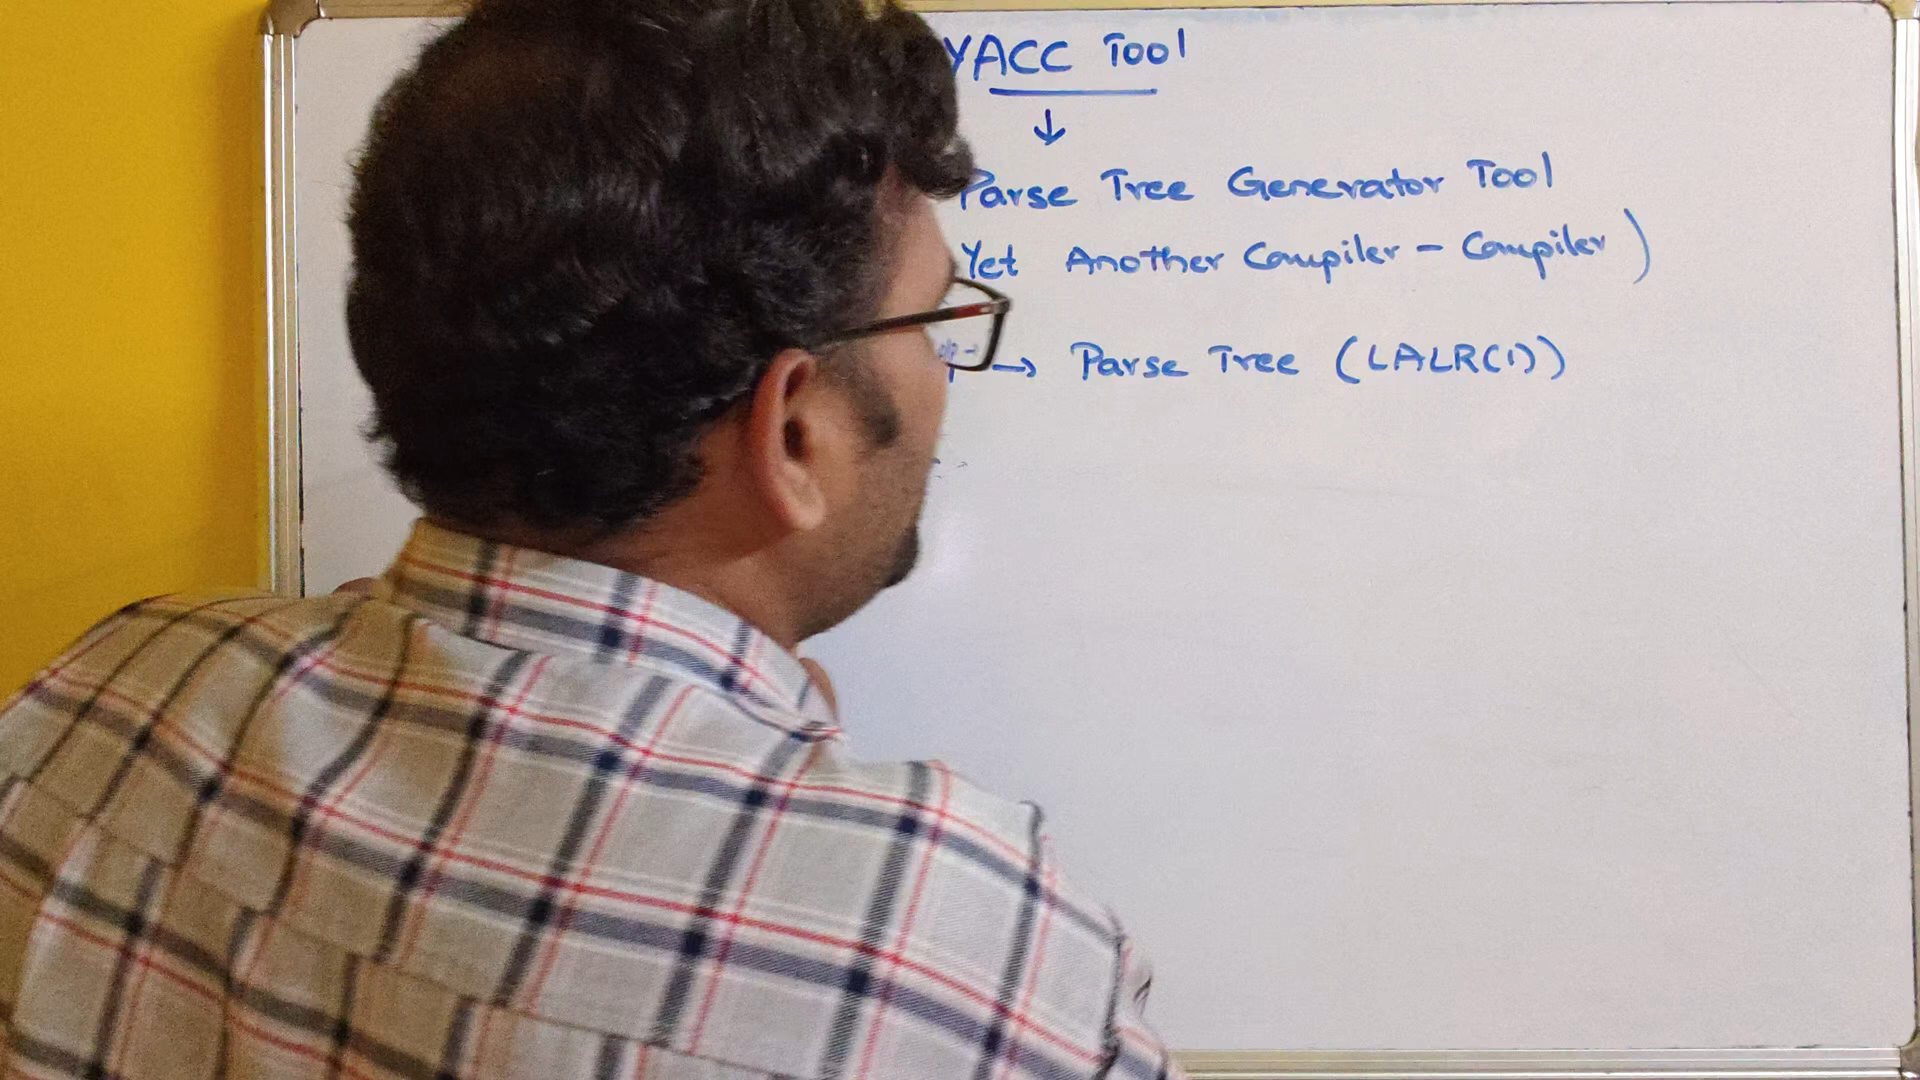 YACC Tool
↓
Parse Tree Generator Tool
Yet Another Compiler - Compiler)
→ Parse Tree (LALR(1))